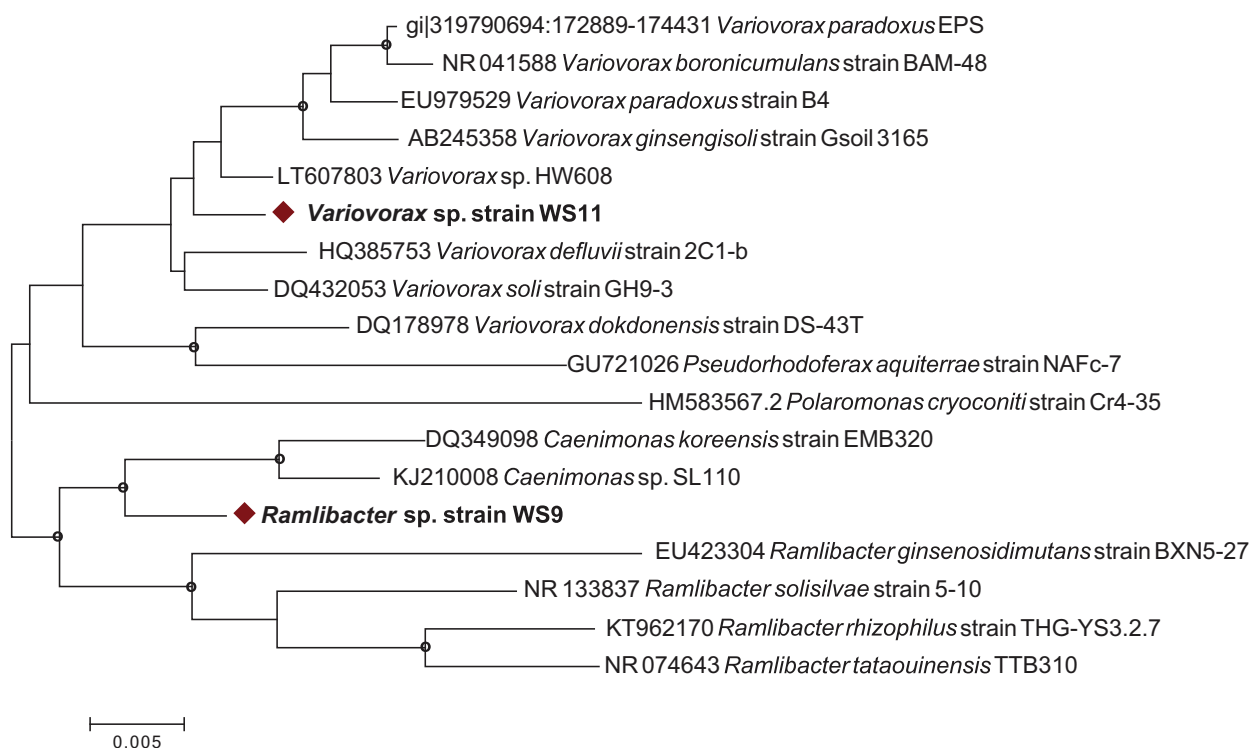 gi|319790694:172889-174431 Variovorax paradoxus EPS
NR 041588 Variovorax boronicumulans strain BAM-48
EU979529 Variovorax paradoxus strain B4
AB245358 Variovorax ginsengisoli strain Gsoil 3165
LT607803 Variovorax sp. HW608
Variovorax sp. strain WS11
HQ385753 Variovorax defluvii strain 2C1-b
DQ432053 Variovorax soli strain GH9-3
DQ178978 Variovorax dokdonensis strain DS-43T
GU721026 Pseudorhodoferax aquiterrae strain NAFc-7
HM583567.2 Polaromonas cryoconiti strain Cr4-35
DQ349098 Caenimonas koreensis strain EMB320
KJ210008 Caenimonas sp. SL110
Ramlibacter sp. strain WS9
EU423304 Ramlibacter ginsenosidimutans strain BXN5-27
NR 133837 Ramlibacter solisilvae strain 5-10
KT962170 Ramlibacter rhizophilus strain THG-YS3.2.7
NR 074643 Ramlibacter tataouinensis TTB310
0.005